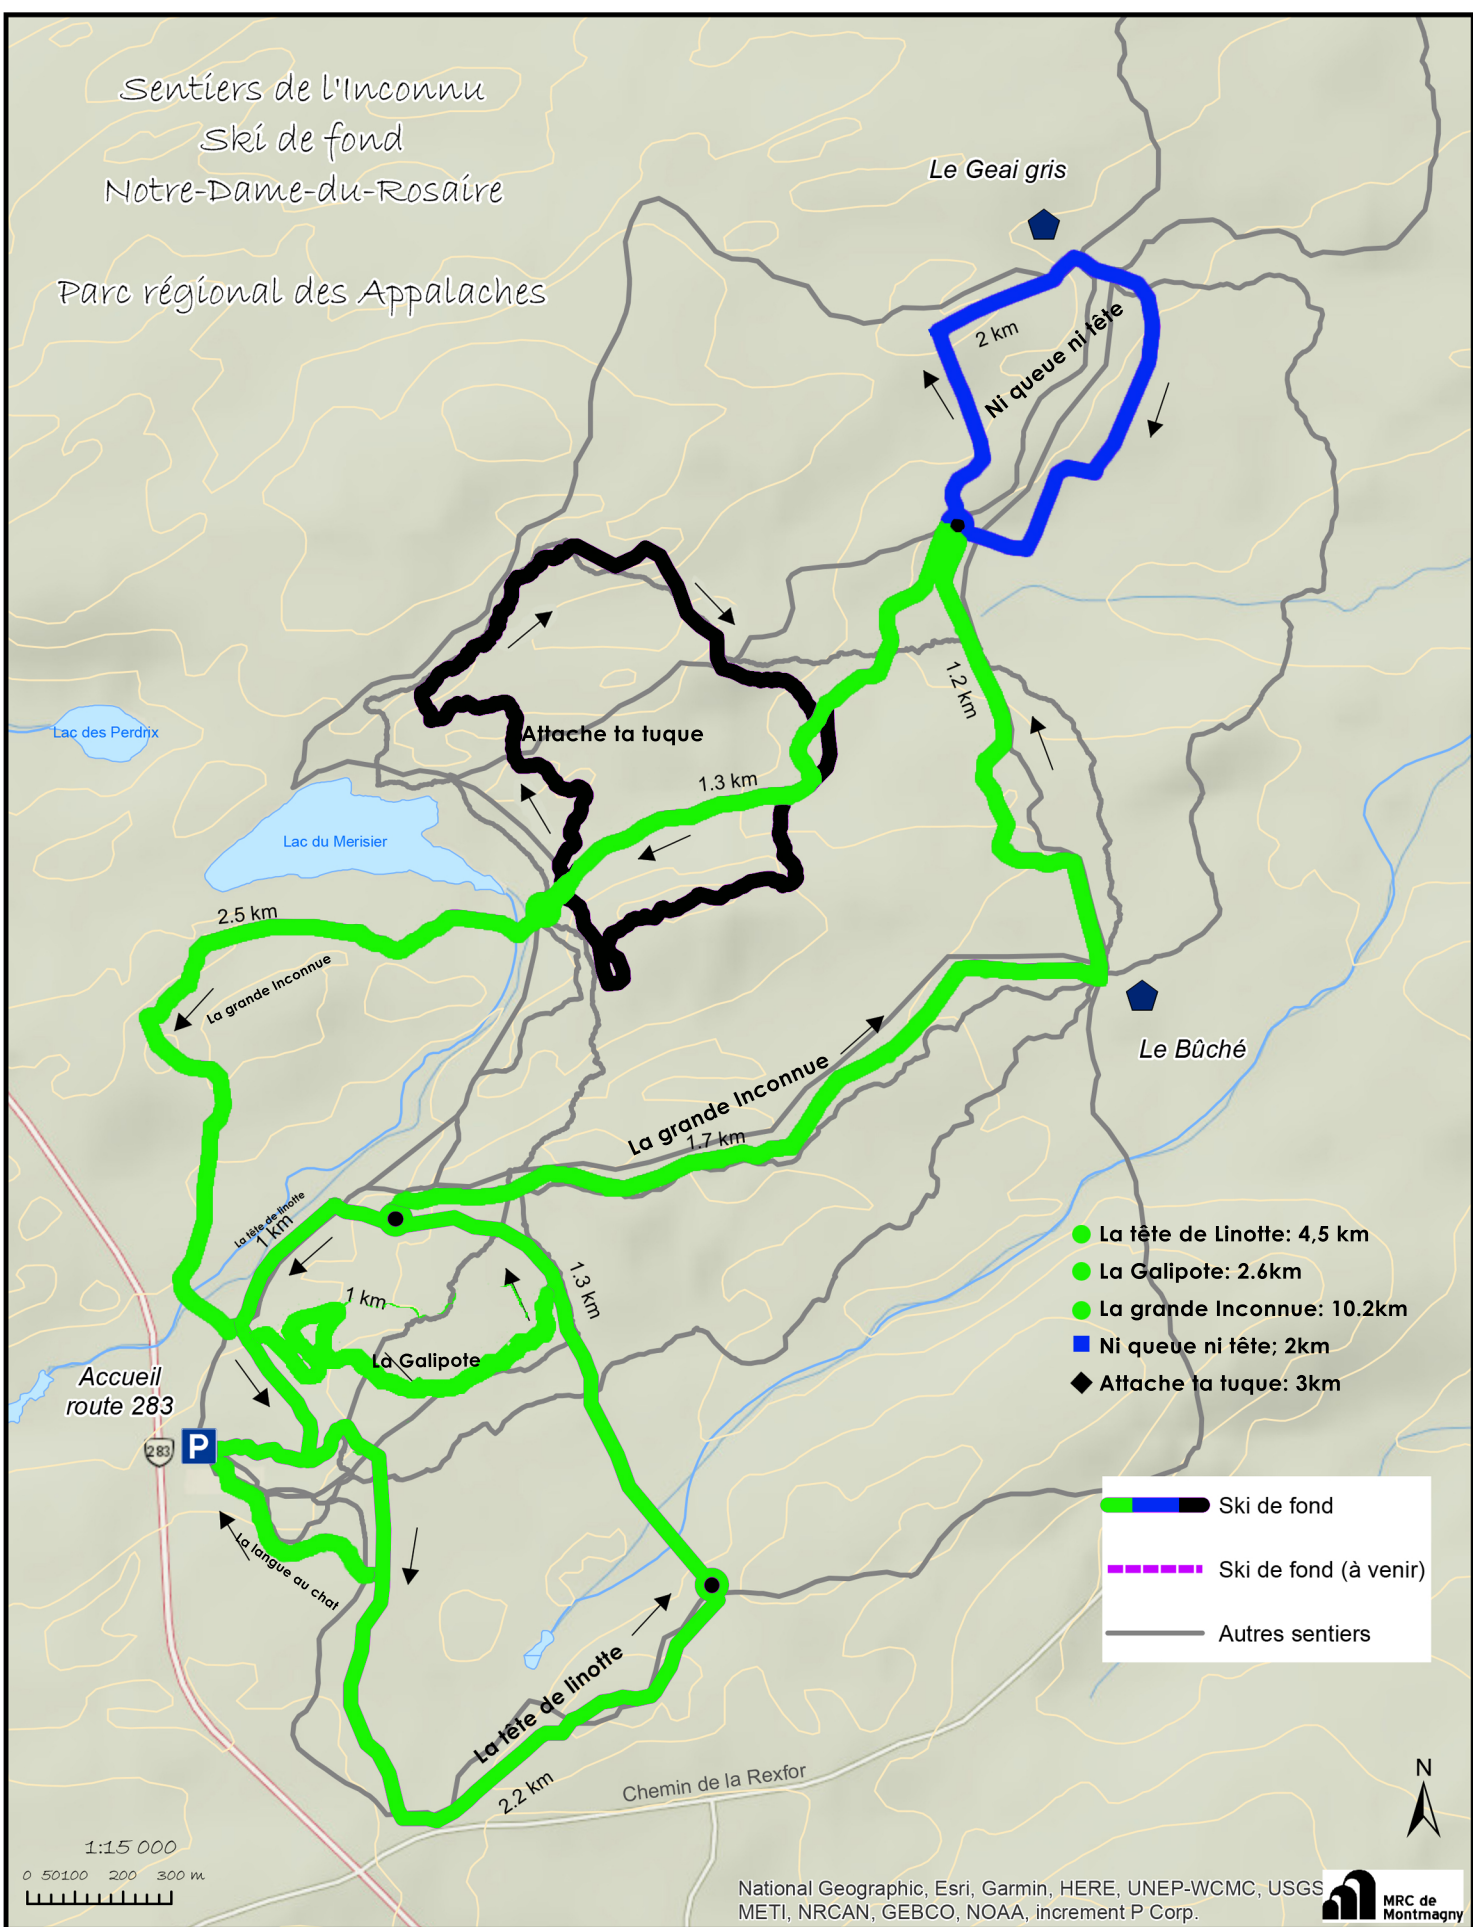 Sentiers de l'Inconnu
Ski de fond
Notre-Dame-du-Rosaire
Parc régional des Appalaches
Le Geai gris
2 km
Ni queue ni tête
1.2 km
Attache ta tuque
Lac des Perdrix
1.3 km
Lac du Merisier
2.5 km
La grande Inconnue
Le Bûché
La grande Inconnue
1.7 km
La tête de linotte
1 km
1.3 km
1 km
La Galipote
La tête de Linotte: 4,5 km
La Galipote: 2.6km
La grande Inconnue: 10.2km
Ni queue ni tête; 2km
Attache ta tuque: 3km
Accueil
route 283
283
P
La langue au chat
Ski de fond
Ski de fond (à venir)
Autres sentiers
La tête de linotte
2.2 km
Chemin de la Rexfor
N
1:15 000
0 50100 200 300 m
National Geographic, Esri, Garmin, HERE, UNEP-WCMC, USGS
METI, NRCAN, GEBCO, NOAA, increment P Corp.
MRC de
Montmagny